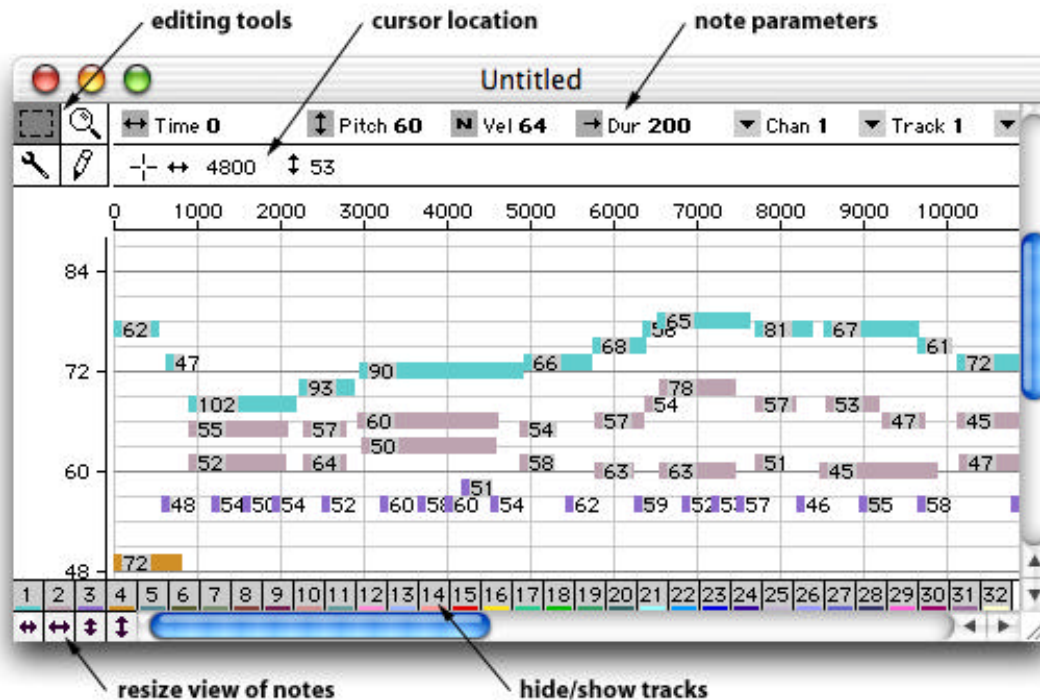 editing tools cursor location note parameters
Untitled
Time 0 Pitch 60 N Vel 64 Dur 200 Chan 1 Track 1
4800 53
0 1000 2000 3000 4000 5000 6000 7000 8000 9000 10000
84
65
62 81 67
68 61
47 66 72
72 90
93 78
102 54 57 53
60 57 47 45
55 57 54
50
52 64 58 51 47
60 63 63 45
51
48 54 50 54 52 60 58 60 54 62 59 52 57 46 55 58
72
48
1 2 3 4 5 6 7 8 9 10 11 12 13 14 15 16 17 18 19 20 21 22 23 24 25 26 27 28 29 30 31 32
resize view of notes hide/show tracks